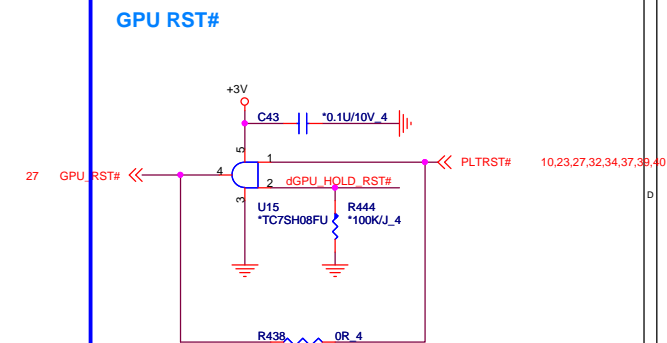 GPU RST#
+3V
C43 *0.1U/10V_4
5
1
PLTRST# 10,23,27,32,34,37,39,40
27 GPU_RST# 4
2 dGPU_HOLD_RST#
3
D
U15 R444
*TC7SH08FU *100K/J_4
R438 0R_4